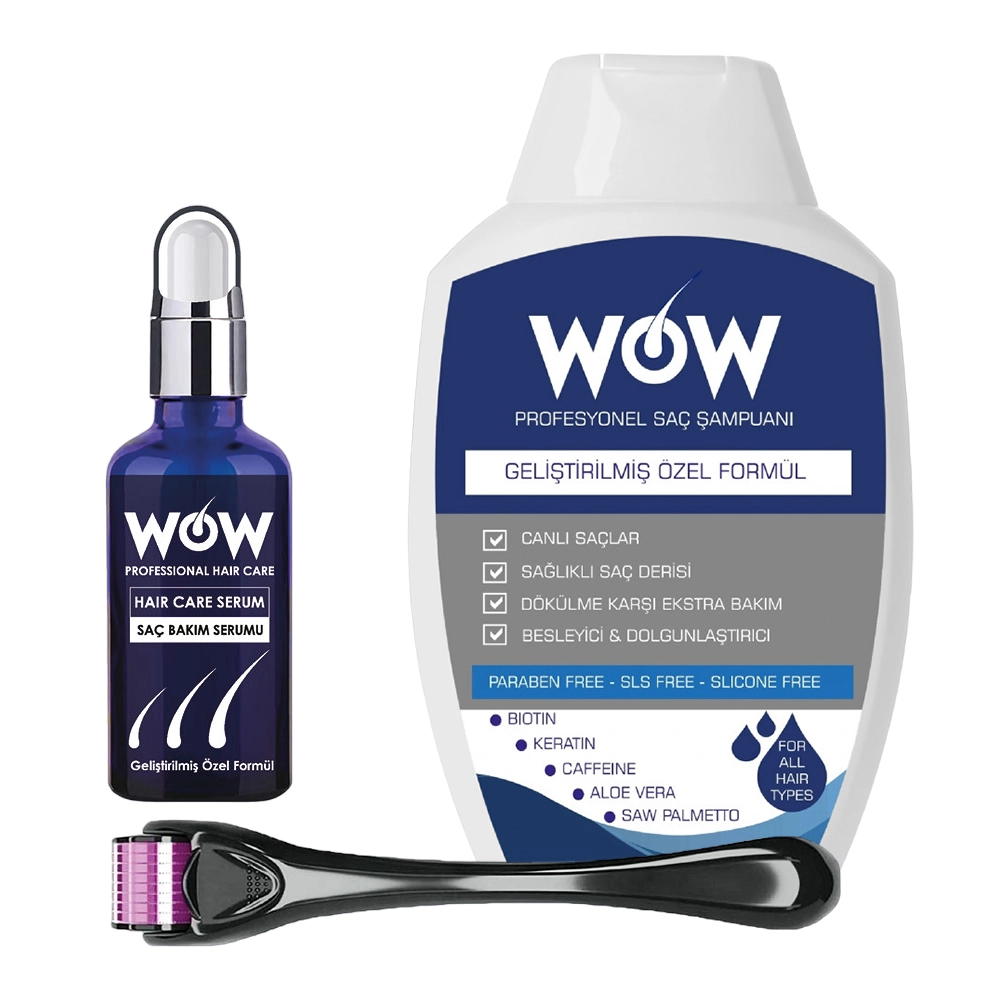 WOW
PROFESSIONAL HAIR CARE
HAIR CARE SERUM
SAÇ BAKIM SERUMU
Geliştirilmiş Özel Formül
WOW
PROFESYONEL SAÇ ŞAMPUANI
GELİŞTİRİLMİŞ ÖZEL FORMÜL
CANLI SAÇLAR
SAĞLIKLI SAÇ DERİSİ
DÖKÜLME KARŞI EKSTRA BAKIM
BESLEYİCİ & DOLGUNLAŞTIRICI
PARABEN FREE - SLS FREE - SLICONE FREE
BIOTIN
KERATIN
CAFFEINE
ALOE VERA
SAW PALMETTO
FOR
ALL
HAIR
TYPES